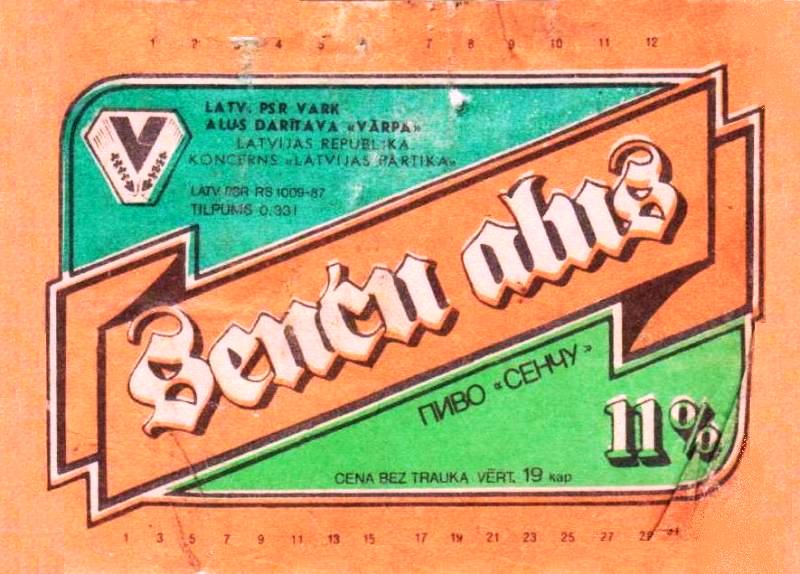 1 2 3 4 5 6 7 8 9 10 11 12
V
LATV. PSR VARK
ALUS DARĪTAVA «VĀRPA»
LATVIJAS REPUBLIKA
KONCERNS «LATVIJAS PĀRTIKA»
LATV. PSR RS 1009-87
TILPUMS 0,33 l
Senču alus
ПИВО «СЕНЧУ»
11%
CENA BEZ TRAUKA VĒRT. 19 kap
1 3 5 7 9 11 13 15 17 19 21 23 25 27 29 31